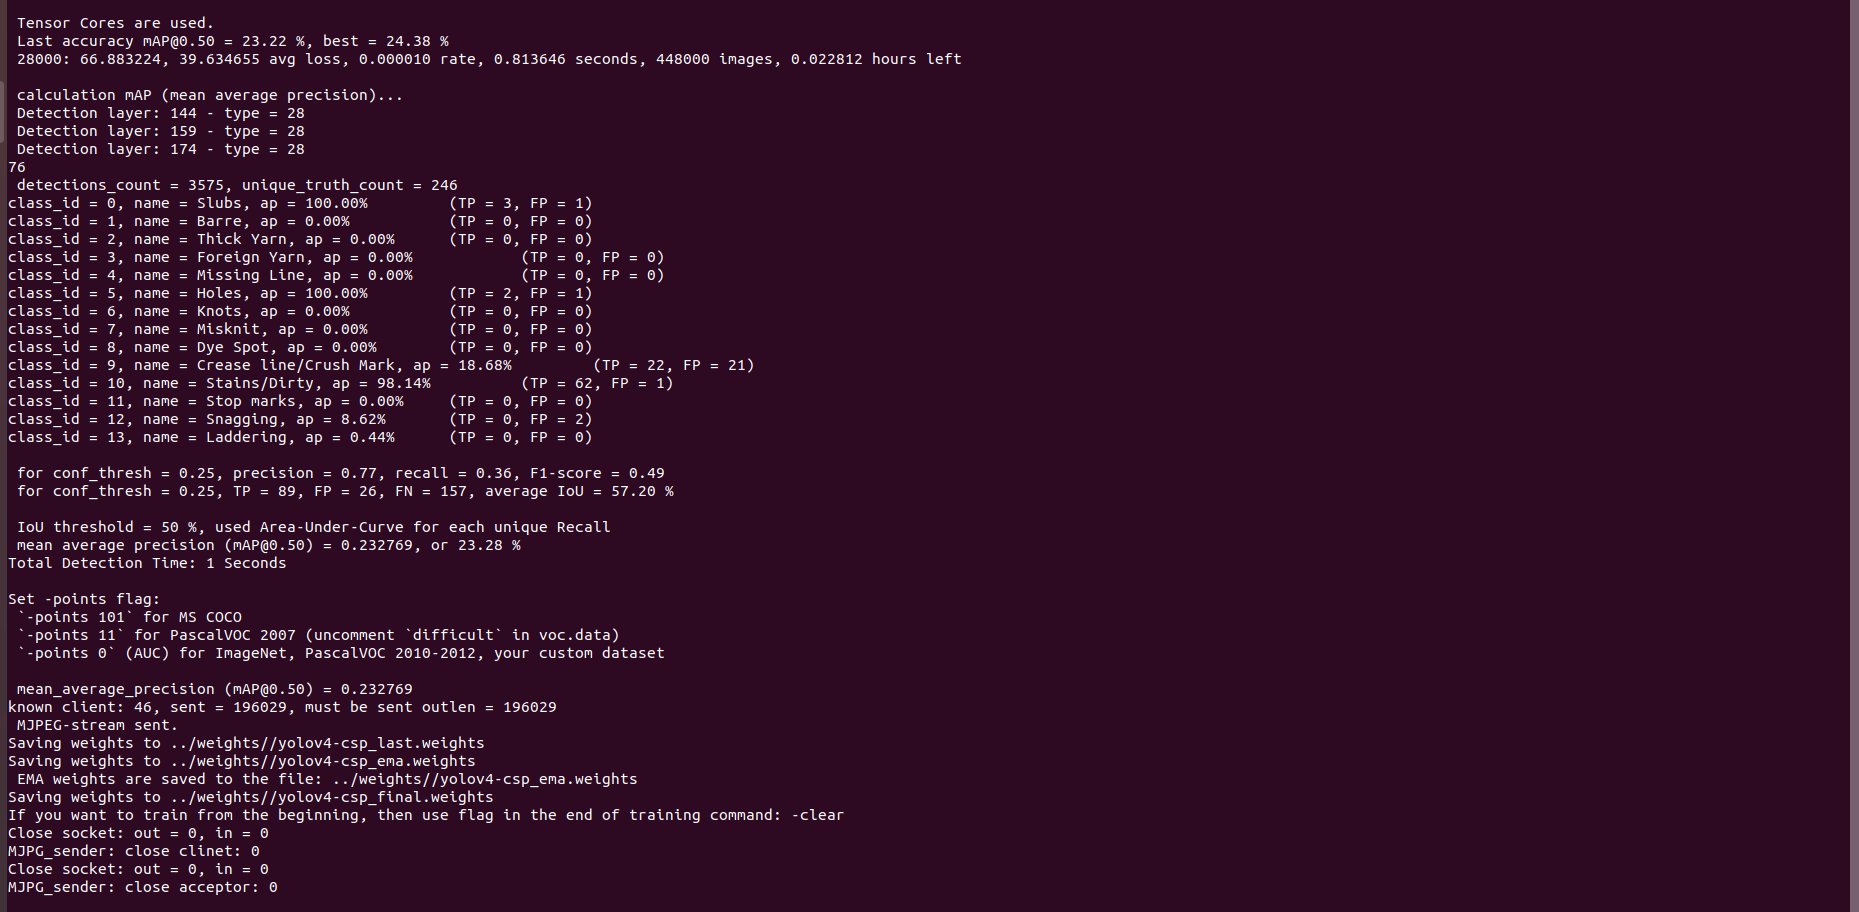 Tensor Cores are used.
Last accuracy mAP@0.50 = 23.22 %, best = 24.38 %
28000: 66.883224, 39.634655 avg loss, 0.000010 rate, 0.813646 seconds, 448000 images, 0.022812 hours left
calculation mAP (mean average precision)...
Detection layer: 144 - type = 28
Detection layer: 159 - type = 28
Detection layer: 174 - type = 28
76
detections_count = 3575, unique_truth_count = 246
class_id = 0, name = Slubs, ap = 100.00% (TP = 3, FP = 1)
class_id = 1, name = Barre, ap = 0.00% (TP = 0, FP = 0)
class_id = 2, name = Thick Yarn, ap = 0.00% (TP = 0, FP = 0)
class_id = 3, name = Foreign Yarn, ap = 0.00% (TP = 0, FP = 0)
class_id = 4, name = Missing Line, ap = 0.00% (TP = 0, FP = 0)
class_id = 5, name = Holes, ap = 100.00% (TP = 2, FP = 1)
class_id = 6, name = Knots, ap = 0.00% (TP = 0, FP = 0)
class_id = 7, name = Misknit, ap = 0.00% (TP = 0, FP = 0)
class_id = 8, name = Dye Spot, ap = 0.00% (TP = 0, FP = 0)
class_id = 9, name = Crease line/Crush Mark, ap = 18.68% (TP = 22, FP = 21)
class_id = 10, name = Stains/Dirty, ap = 98.14% (TP = 62, FP = 1)
class_id = 11, name = Stop marks, ap = 0.00% (TP = 0, FP = 0)
class_id = 12, name = Snagging, ap = 8.62% (TP = 0, FP = 2)
class_id = 13, name = Laddering, ap = 0.44% (TP = 0, FP = 0)
for conf_thresh = 0.25, precision = 0.77, recall = 0.36, F1-score = 0.49
for conf_thresh = 0.25, TP = 89, FP = 26, FN = 157, average IoU = 57.20 %
IoU threshold = 50 %, used Area-Under-Curve for each unique Recall
mean average precision (mAP@0.50) = 0.232769, or 23.28 %
Total Detection Time: 1 Seconds
Set -points flag:
`-points 101` for MS COCO
`-points 11` for PascalVOC 2007 (uncomment `difficult` in voc.data)
`-points 0` (AUC) for ImageNet, PascalVOC 2010-2012, your custom dataset
mean_average_precision (mAP@0.50) = 0.232769
known client: 46, sent = 196029, must be sent outlen = 196029
MJPEG-stream sent.
Saving weights to ../weights//yolov4-csp_last.weights
Saving weights to ../weights//yolov4-csp_ema.weights
EMA weights are saved to the file: ../weights//yolov4-csp_ema.weights
Saving weights to ../weights//yolov4-csp_final.weights
If you want to train from the beginning, then use flag in the end of training command: -clear
Close socket: out = 0, in = 0
MJPG_sender: close clinet: 0
Close socket: out = 0, in = 0
MJPG_sender: close acceptor: 0